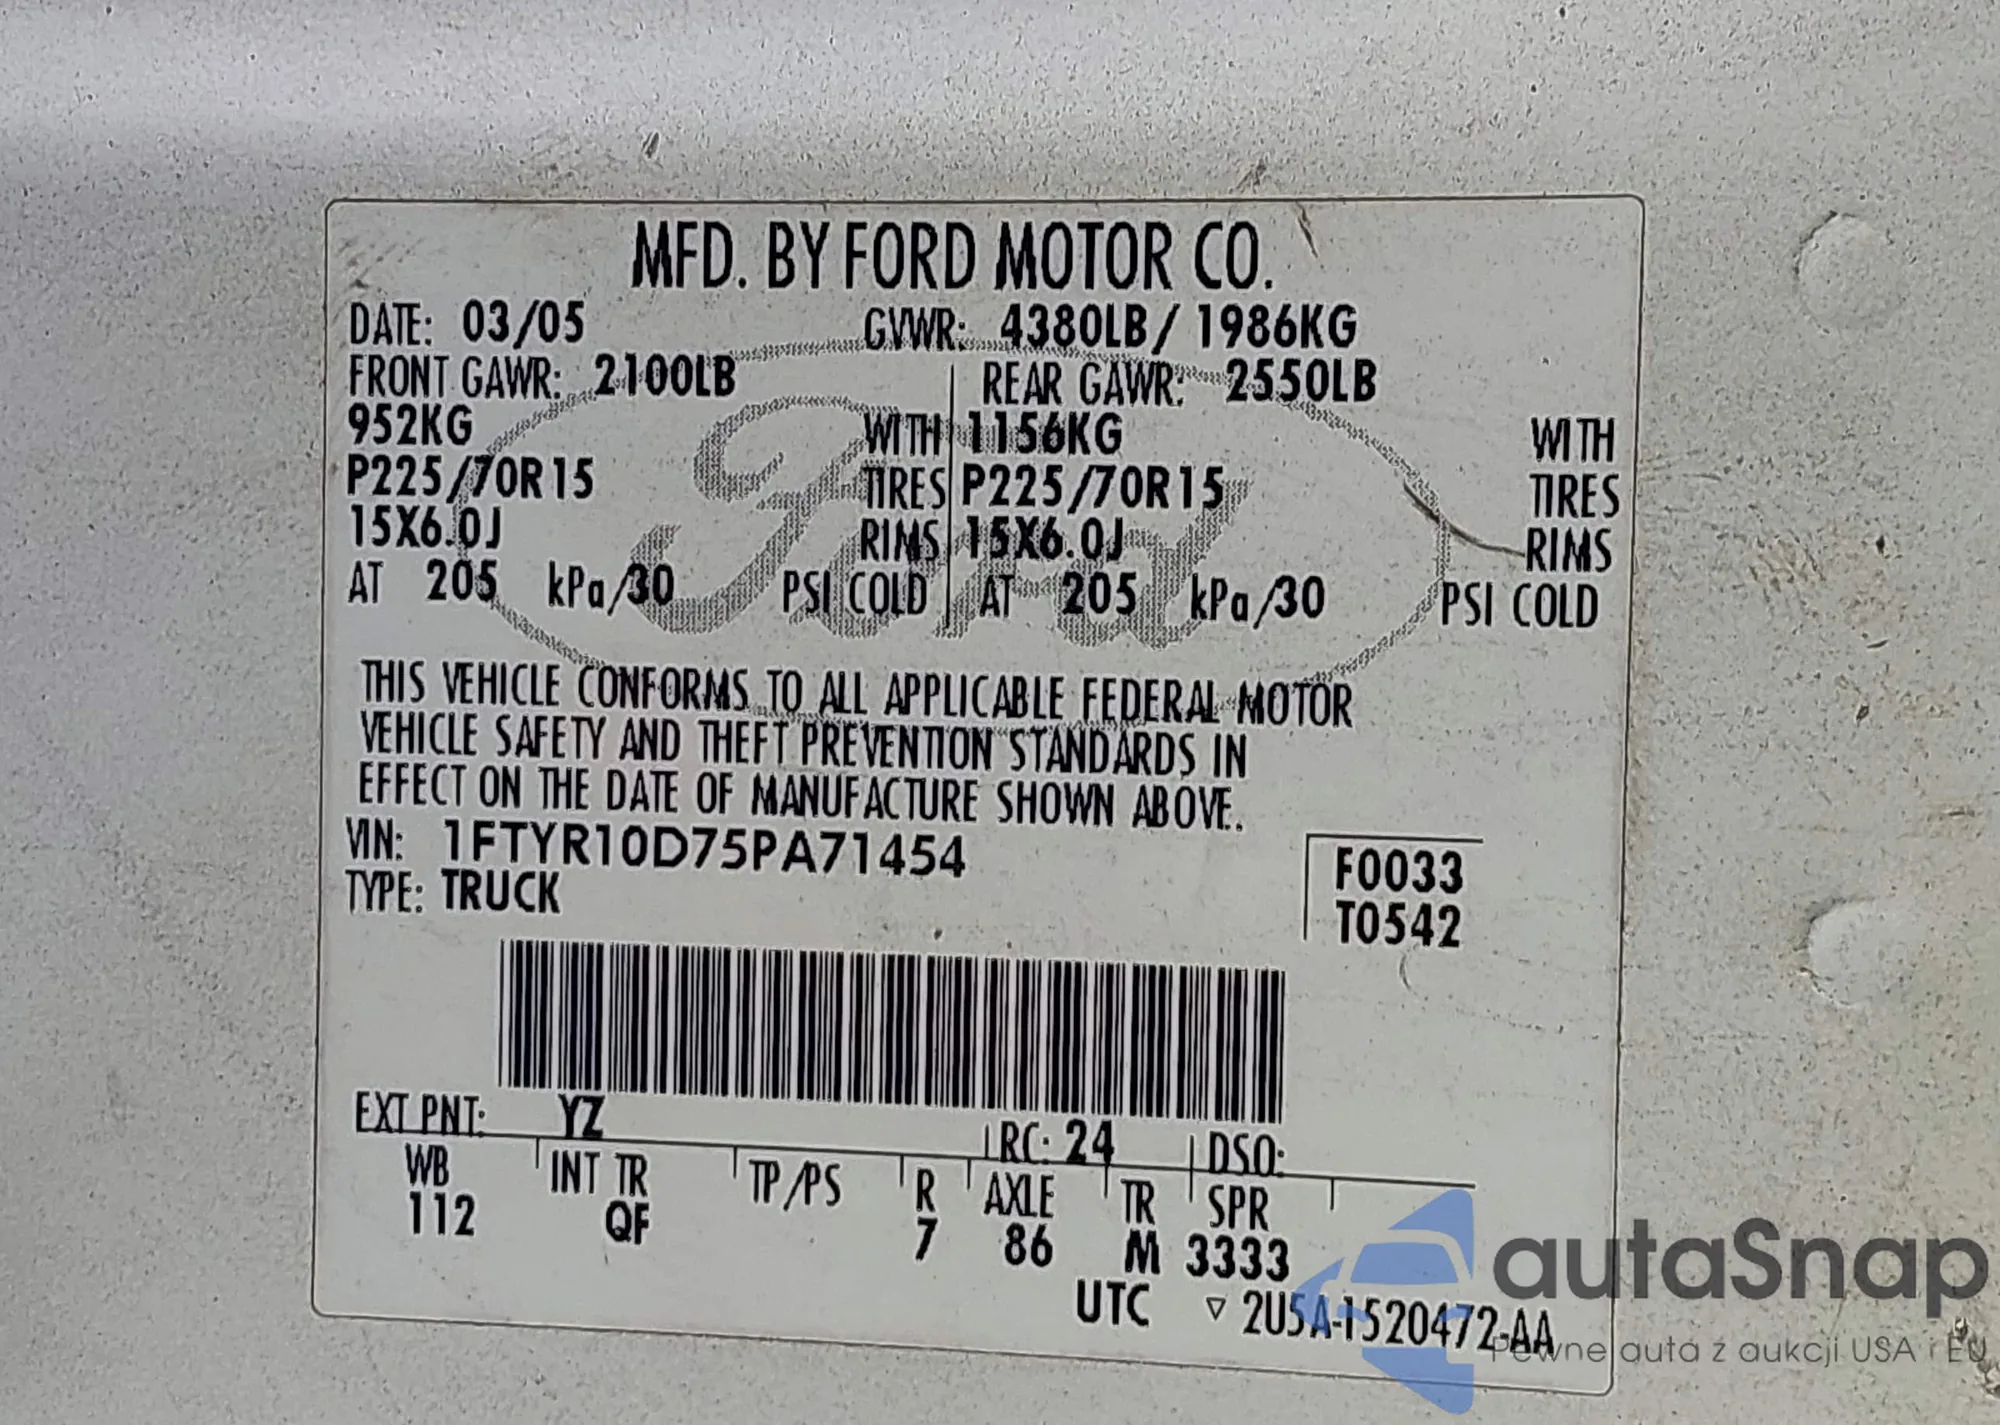 MFD. BY FORD MOTOR CO.
DATE: 03/05 GVWR: 4380LB/ 1986KG
FRONT GAWR: 2100LB REAR GAWR: 2550LB
952KG WITH 1156KG WITH
P225/70R15 TIRES P225/70R15 TIRES
15X6.0J RIMS 15X6.0J RIMS
AT 205 kPa/30 PSI COLD AT 205 kPa/30 PSI COLD
Ford
THIS VEHICLE CONFORMS TO ALL APPLICABLE FEDERAL MOTOR
VEHICLE SAFETY AND THEFT PREVENTION STANDARDS IN
EFFECT ON THE DATE OF MANUFACTURE SHOWN ABOVE.
VIN: 1FTYR10D75PA71454 F0033
TYPE: TRUCK T0542
EXT PNT: YZ RC: 24 DSO:
WB INT TR TP/PS R AXLE TR SPR
112 QF 7 86 M 3333
UTC ▽ 2U5A-1520472-AA
autaSnap
Pewne auta z aukcji USA i EU